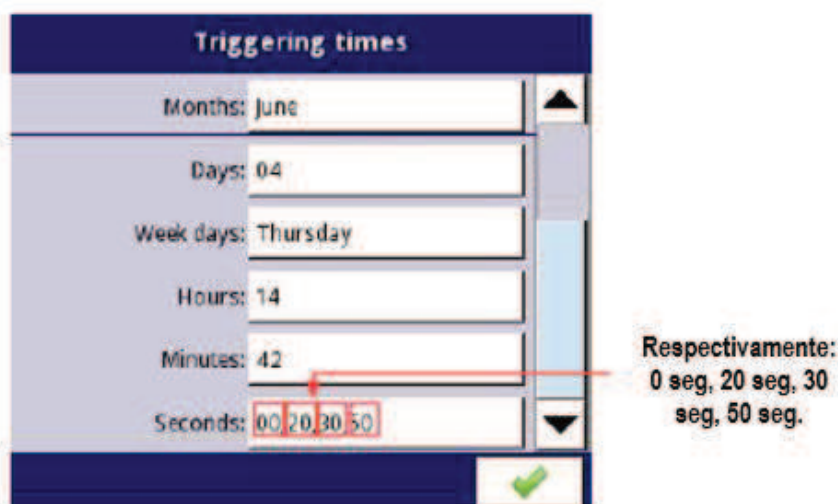 Triggering times
Months: June
Days: 04
Week days: Thursday
Hours: 14
Minutes: 42
Seconds: 00,20,30,50
Respectivamente:
0 seg, 20 seg, 30
seg, 50 seg.